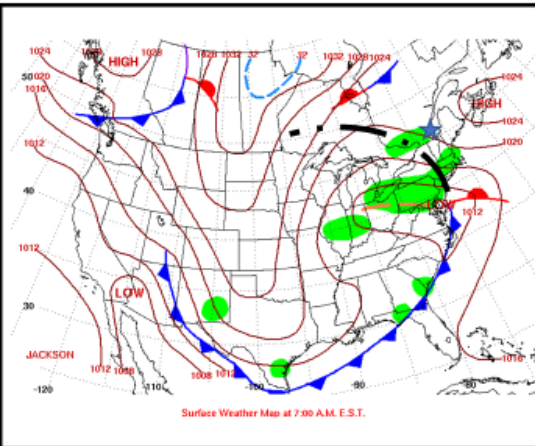 1024 HIGH 1028 1028 1032 32 32 1032 1028 1024
50 1020
1016
1024
HIGH
1024
1020
1012
40
LOW 1012
1012
LOW
30
JACKSON
1012 1008 1008 1012 1016
-120 -110 -100 -90 -80
Surface Weather Map at 7:00 A.M. E.S.T.